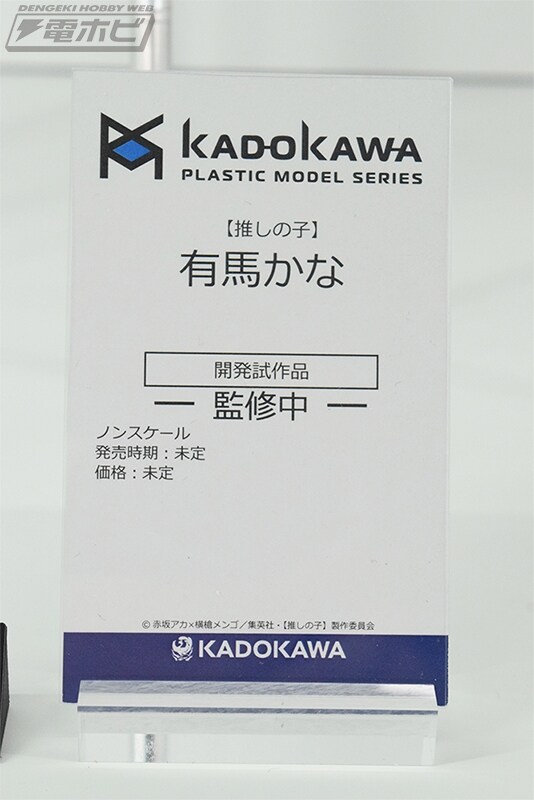 DENGEKI HOBBY WEB
電ホビ
KADOKAWA
PLASTIC MODEL SERIES
【推しの子】
有馬かな
開発試作品
― 監修中 ―
ノンスケール
発売時期：未定
価格：未定
© 赤坂アカ×横槍メンゴ／集英社・【推しの子】製作委員会
KADOKAWA